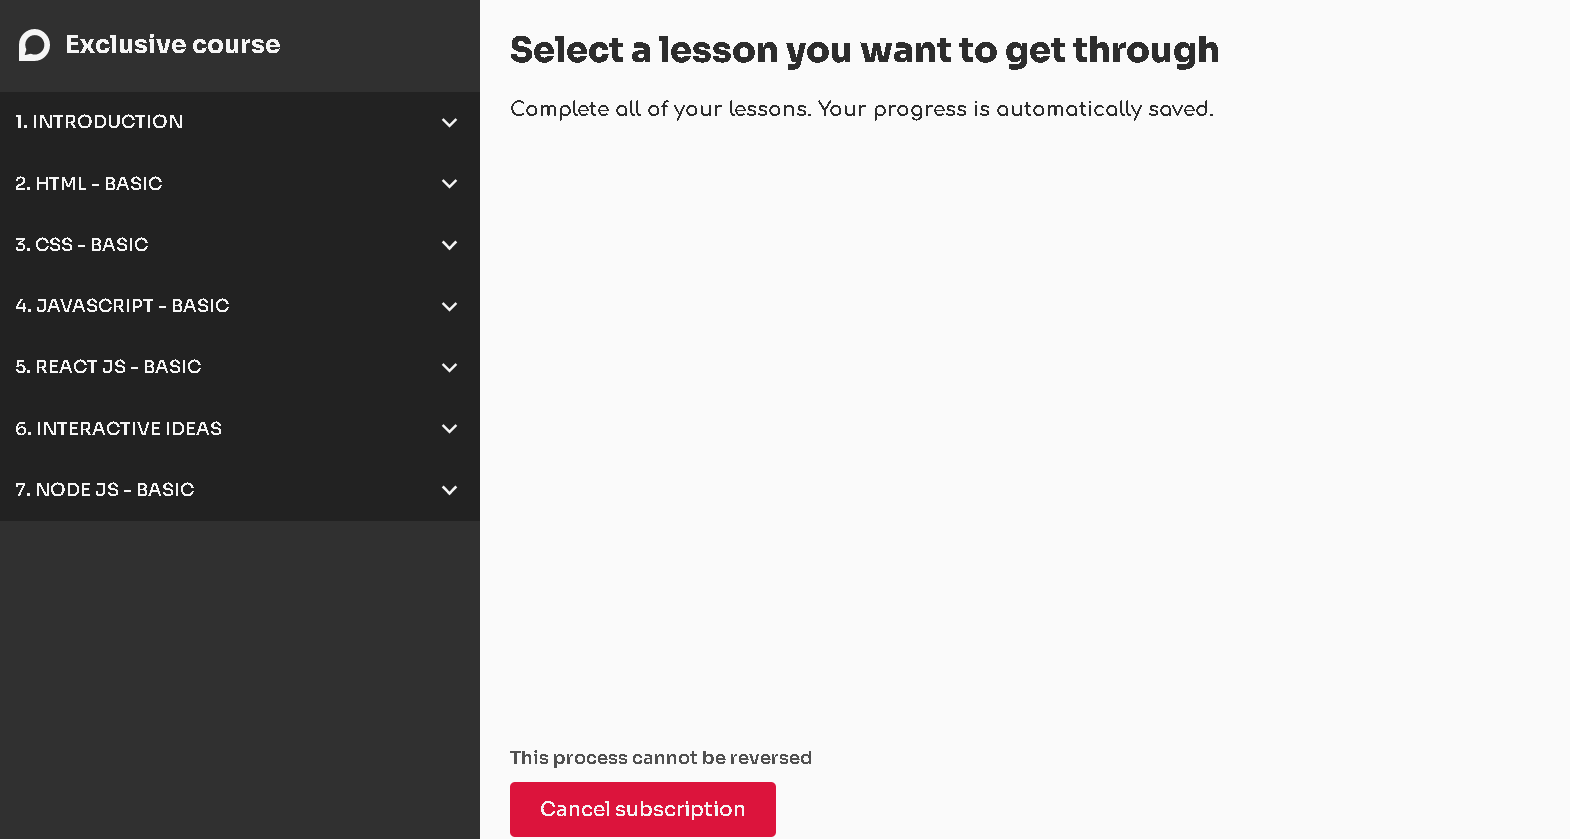 Exclusive course
1. INTRODUCTION
2. HTML - BASIC
3. CSS - BASIC
4. JAVASCRIPT - BASIC
5. REACT JS - BASIC
6. INTERACTIVE IDEAS
7. NODE JS - BASIC
Select a lesson you want to get through
Complete all of your lessons. Your progress is automatically saved.
This process cannot be reversed
Cancel subscription